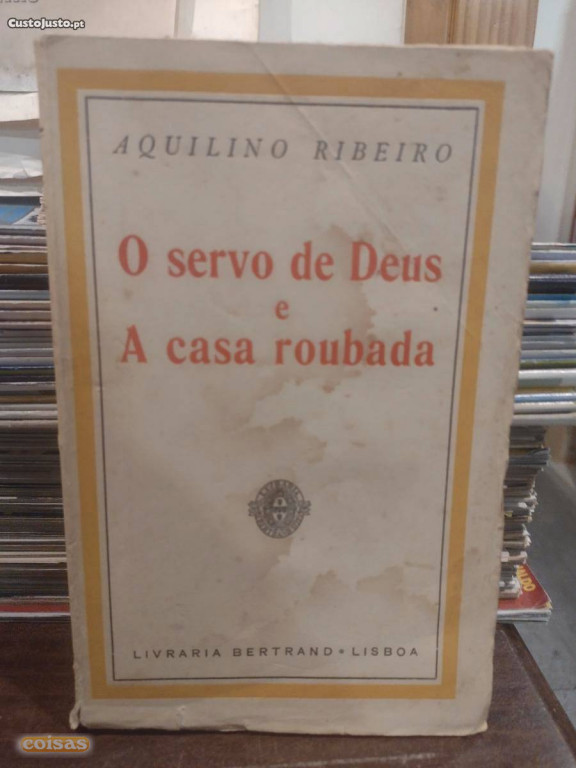 CustoJusto.pt
AQUILINO RIBEIRO
O servo de Deus
e
A casa roubada
LIVRARIA BERTRAND • LISBOA
coisas